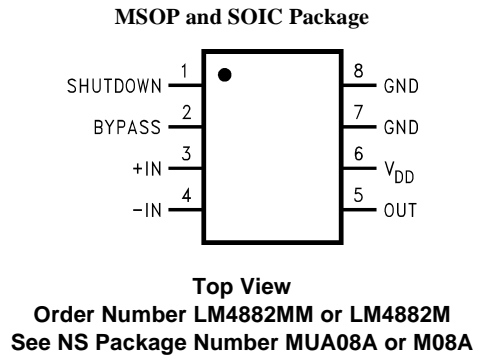 MSOP and SOIC Package
SHUTDOWN 1 8 GND
BYPASS 2 7 GND
+IN 3 6 VDD
−IN 4 5 OUT
Top View
Order Number LM4882MM or LM4882M
See NS Package Number MUA08A or M08A